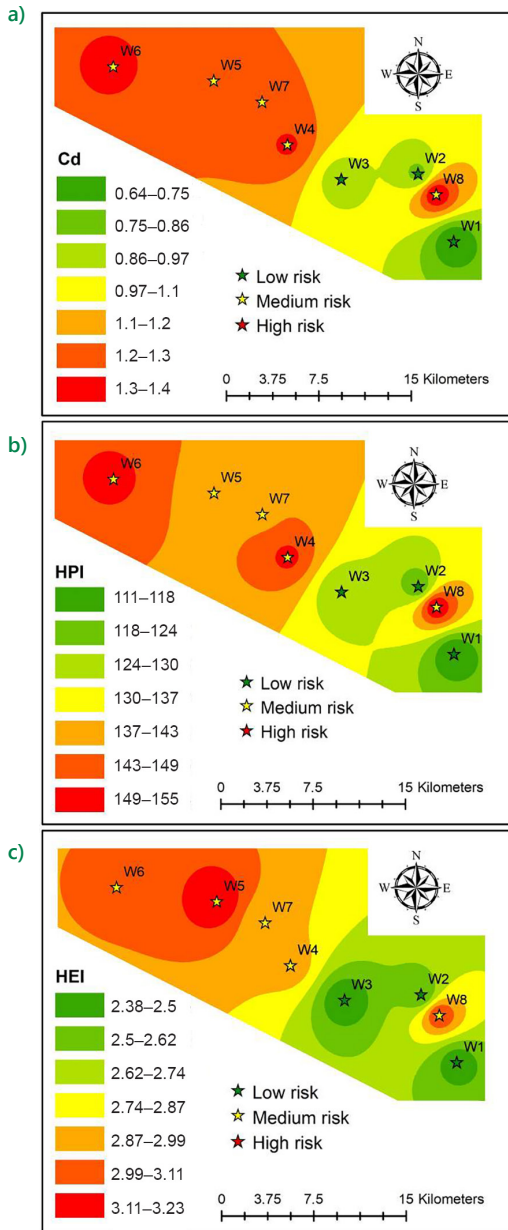 a)
W6
W5
W7
W4
W3
W2
W8
W1
N
W E
S
Cd
0.64–0.75
0.75–0.86
0.86–0.97
0.97–1.1
1.1–1.2
1.2–1.3
1.3–1.4
Low risk
Medium risk
High risk
0 3.75 7.5 15 Kilometers
b)
W6
W5
W7
W4
W3
W2
W8
W1
N
W E
S
HPI
111–118
118–124
124–130
130–137
137–143
143–149
149–155
Low risk
Medium risk
High risk
0 3.75 7.5 15 Kilometers
c)
W6
W5
W7
W4
W3
W2
W8
W1
N
W E
S
HEI
2.38–2.5
2.5–2.62
2.62–2.74
2.74–2.87
2.87–2.99
2.99–3.11
3.11–3.23
Low risk
Medium risk
High risk
0 3.75 7.5 15 Kilometers